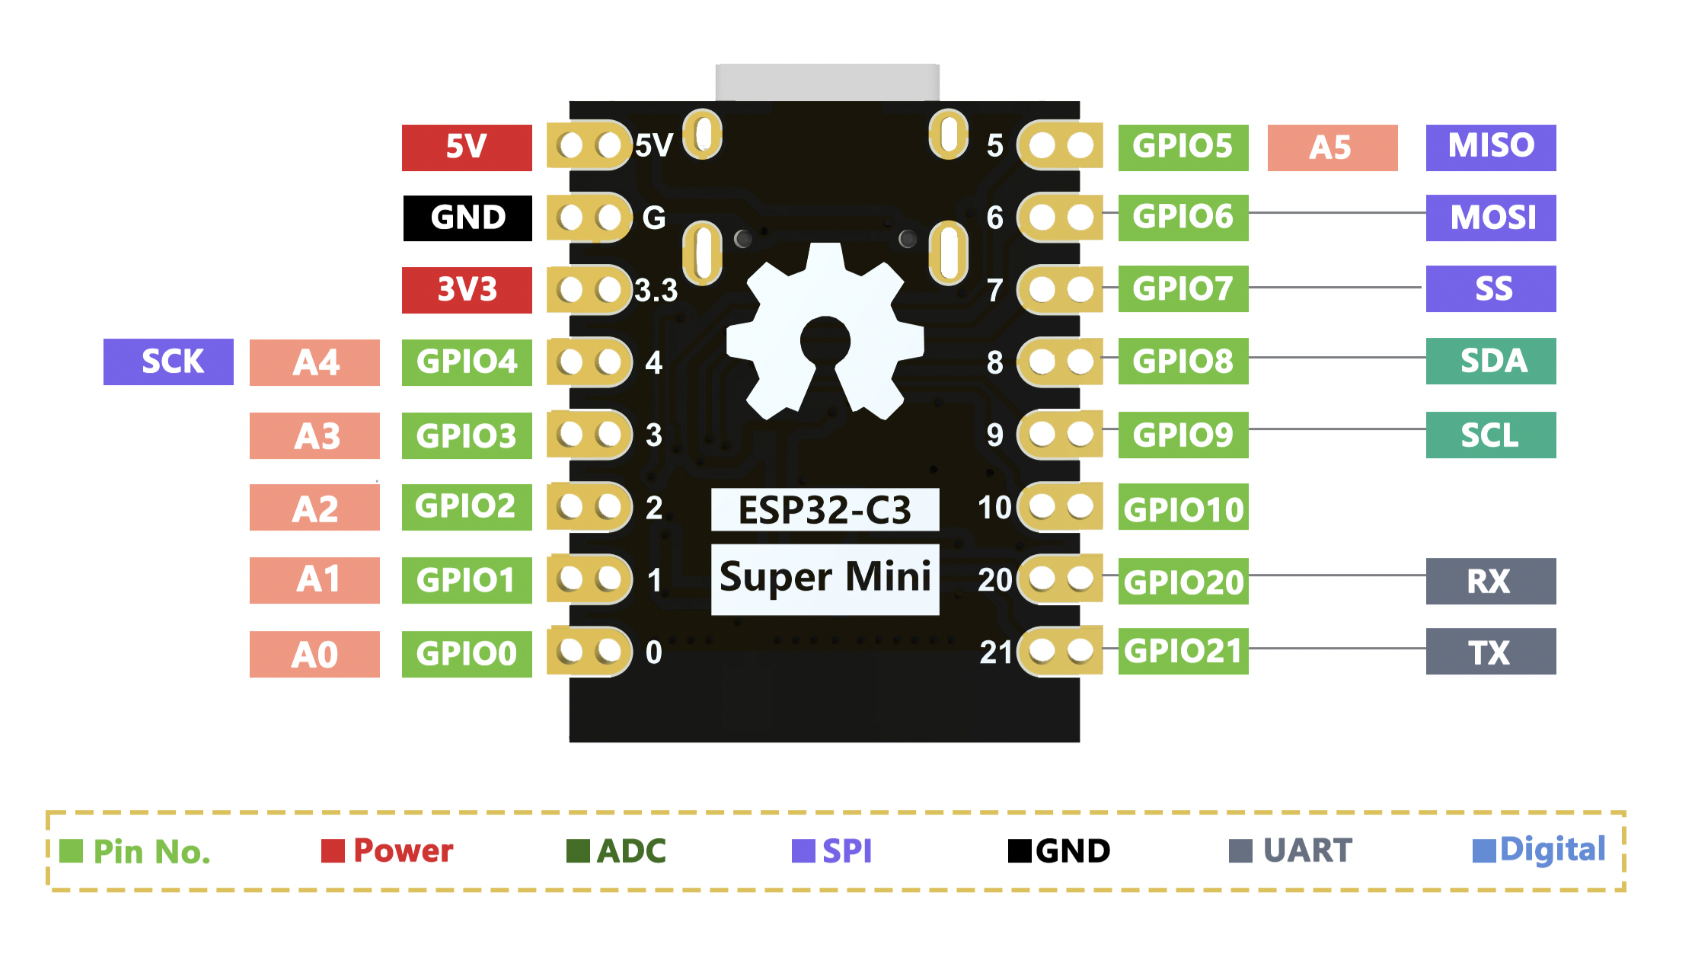 5V 5V 5 GPIO5 A5 MISO
GND G 6 GPIO6 MOSI
3V3 3.3 7 GPIO7 SS
SCK A4 GPIO4 4 8 GPIO8 SDA
A3 GPIO3 3 9 GPIO9 SCL
A2 GPIO2 2 10 GPIO10
A1 GPIO1 1 20 GPIO20 RX
A0 GPIO0 0 21 GPIO21 TX
ESP32-C3
Super Mini
Pin No. Power ADC SPI GND UART Digital